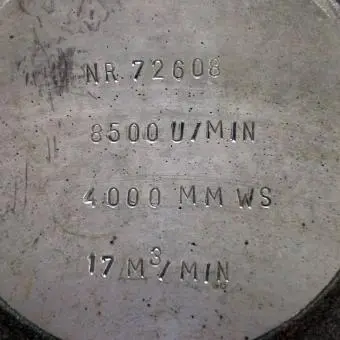 NR 72608
8500 U/MIN
4000 MM WS
17 M³/MIN